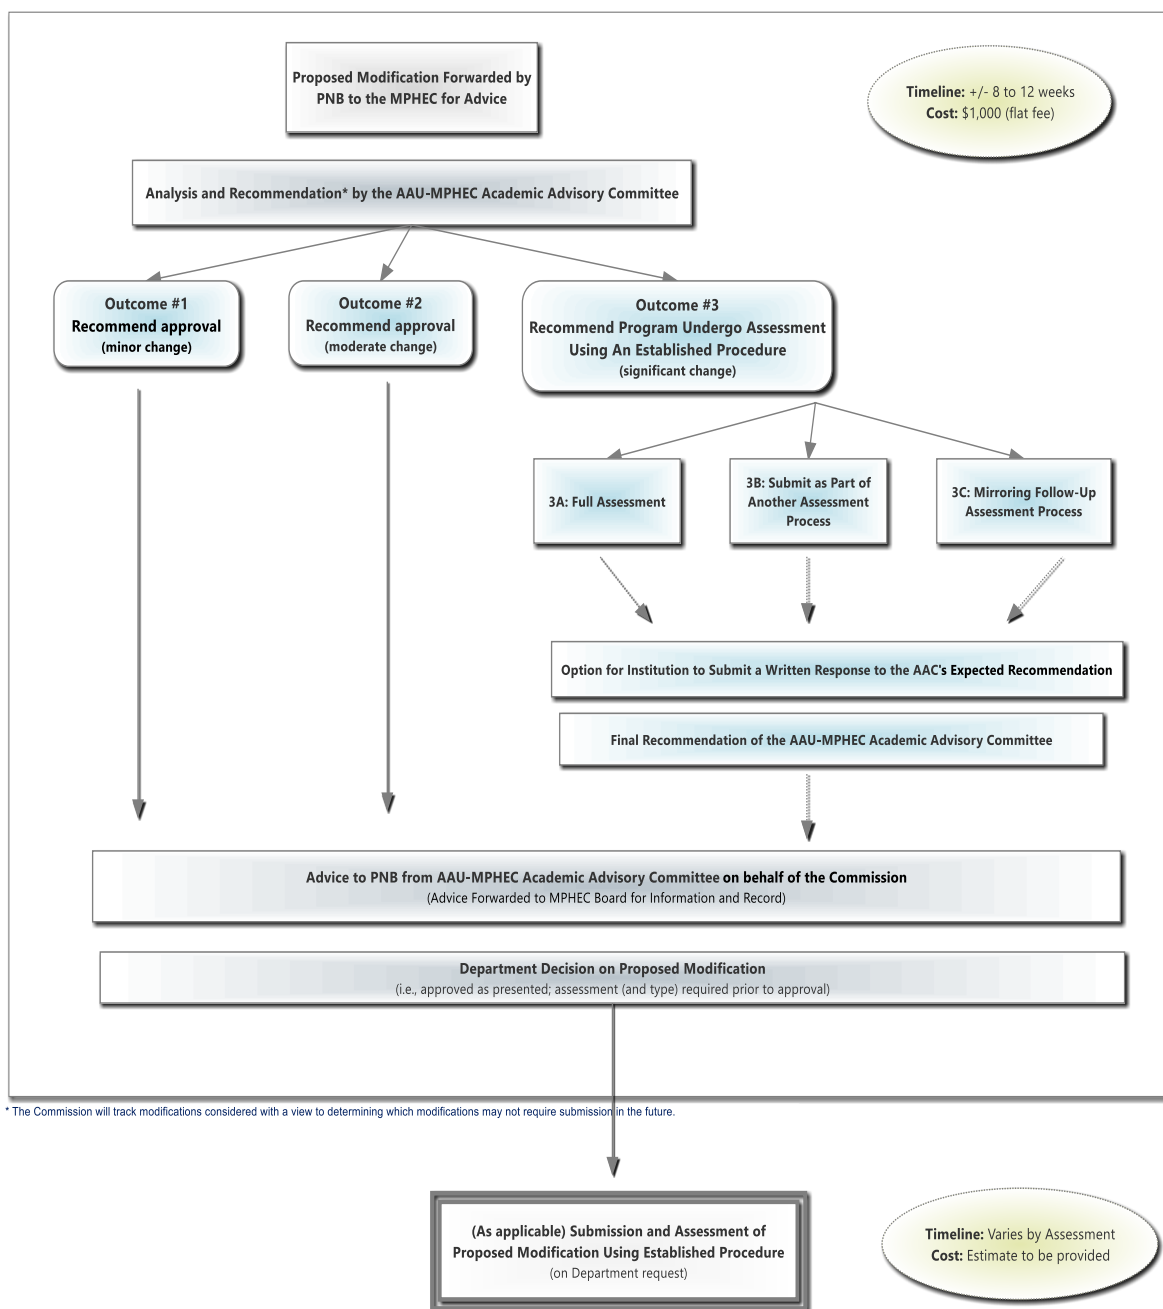 Proposed Modification Forwarded by
PNB to the MPHEC for Advice
Timeline: +/- 8 to 12 weeks
Cost: $1,000 (flat fee)
Analysis and Recommendation* by the AAU-MPHEC Academic Advisory Committee
Outcome #1
Recommend approval
(minor change)
Outcome #2
Recommend approval
(moderate change)
Outcome #3
Recommend Program Undergo Assessment
Using An Established Procedure
(significant change)
3A: Full Assessment
3B: Submit as Part of
Another Assessment
Process
3C: Mirroring Follow-Up
Assessment Process
Option for Institution to Submit a Written Response to the AAC's Expected Recommendation
Final Recommendation of the AAU-MPHEC Academic Advisory Committee
Advice to PNB from AAU-MPHEC Academic Advisory Committee on behalf of the Commission
(Advice Forwarded to MPHEC Board for Information and Record)
Department Decision on Proposed Modification
(i.e., approved as presented; assessment (and type) required prior to approval)
* The Commission will track modifications considered with a view to determining which modifications may not require submission in the future.
(As applicable) Submission and Assessment of
Proposed Modification Using Established Procedure
(on Department request)
Timeline: Varies by Assessment
Cost: Estimate to be provided